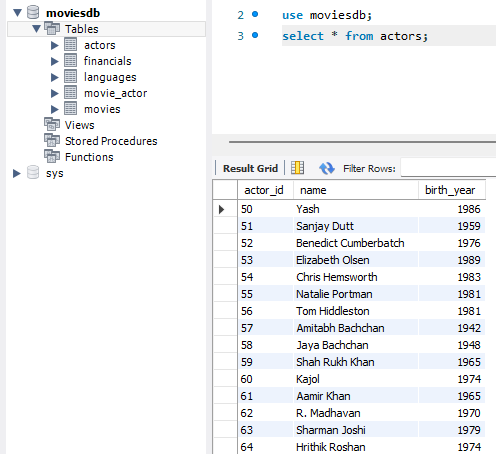 moviesdb
Tables
actors
financials
languages
movie_actor
movies
Views
Stored Procedures
Functions
sys
2 use moviesdb;
3 select * from actors;
Result Grid Filter Rows:
actor_id name birth_year
50 Yash 1986
51 Sanjay Dutt 1959
52 Benedict Cumberbatch 1976
53 Elizabeth Olsen 1989
54 Chris Hemsworth 1983
55 Natalie Portman 1981
56 Tom Hiddleston 1981
57 Amitabh Bachchan 1942
58 Jaya Bachchan 1948
59 Shah Rukh Khan 1965
60 Kajol 1974
61 Aamir Khan 1965
62 R. Madhavan 1970
63 Sharman Joshi 1979
64 Hrithik Roshan 1974